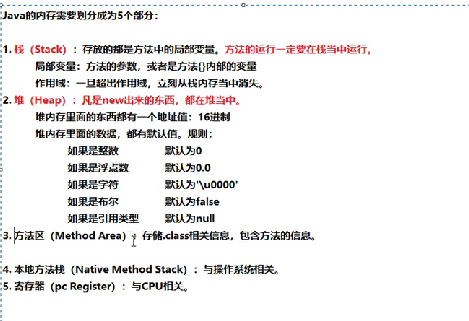 Java的内存需要划分成为5个部分：
1. 栈（Stack）：存放的都是方法中的局部变量。方法的运行一定要在栈当中运行。
局部变量：方法的参数，或者是方法{}内部的变量
作用域：一旦超出作用域，立刻从栈内存当中消失。
2. 堆（Heap）：凡是new出来的东西，都在堆当中。
堆内存里面的东西都有一个地址值：16进制
堆内存里面的数据，都有默认值。规则：
如果是整数 默认为0
如果是浮点数 默认为0.0
如果是字符 默认为'\u0000'
如果是布尔 默认为false
如果是引用类型 默认为null
3. 方法区（Method Area）：存储.class相关信息，包含方法的信息。
4. 本地方法栈（Native Method Stack）：与操作系统相关。
5. 寄存器（pc Register）：与CPU相关。